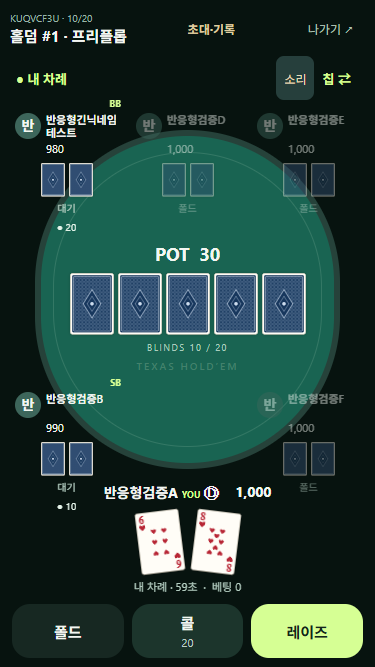 KUQVCF3U · 10/20
홀덤 #1 · 프리플롭
초대·기록
나가기 ↗
● 내 차례
소리
칩 ⇄
BB
반
반응형긴닉네임
테스트
980
대기
● 20
반
반응형검증D
1,000
폴드
반
반응형검증E
1,000
폴드
POT 30
BLINDS 10 / 20
TEXAS HOLD'EM
SB
반
반응형검증B
990
대기
● 10
반
반응형검증F
1,000
폴드
반응형검증A YOU D 1,000
6
6
8
8
내 차례 · 59초 · 베팅 0
폴드
콜
20
레이즈